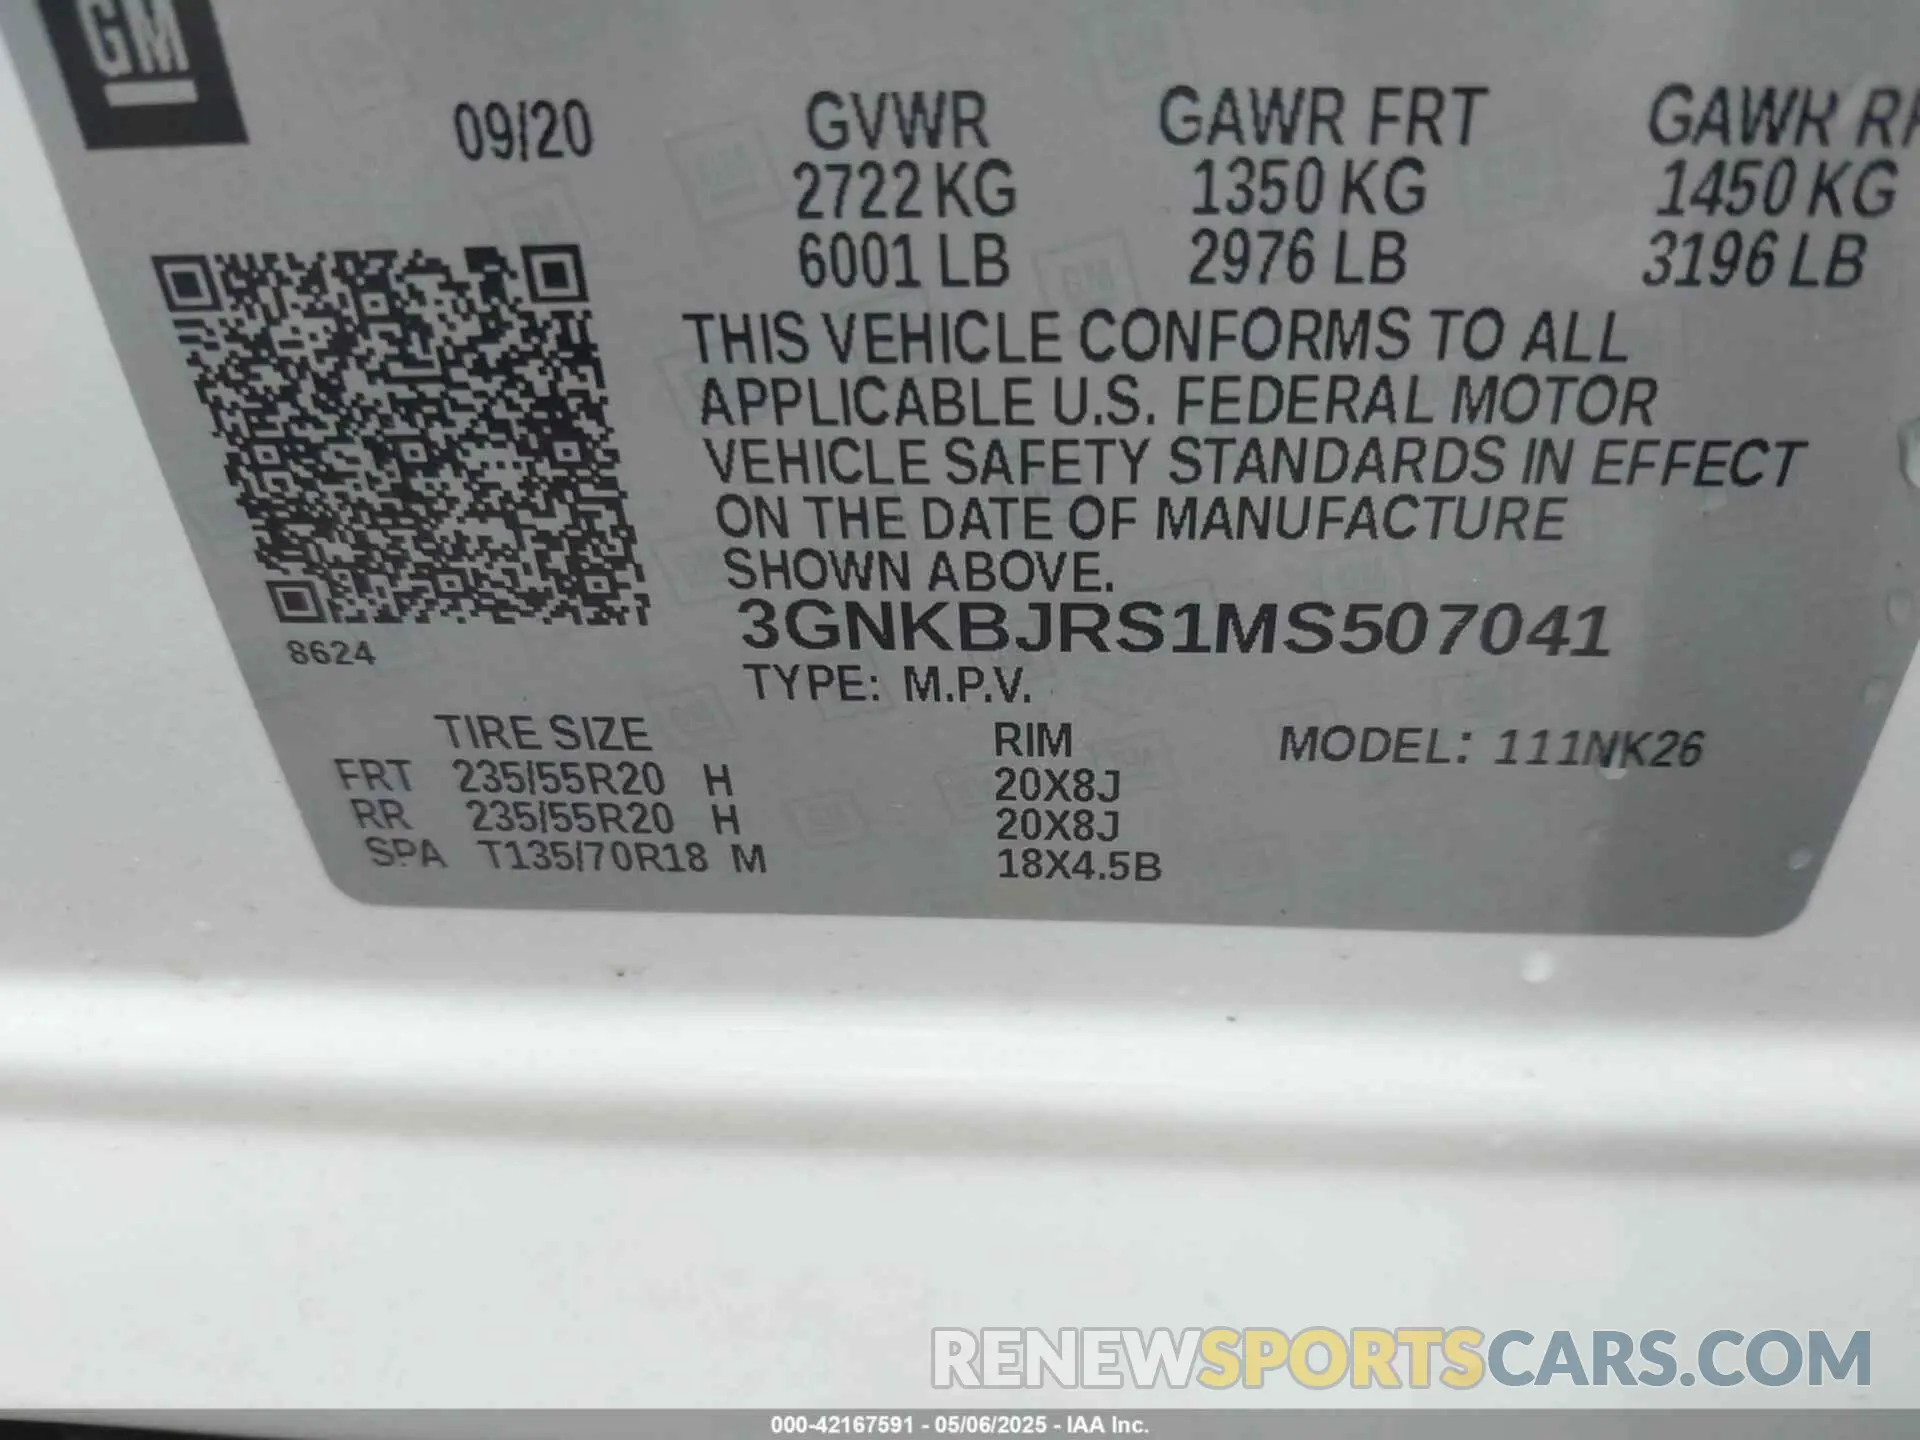 GM
09/20 GVWR GAWR FRT GAWR
2722 KG 1350 KG 1450 KG
6001 LB 2976 LB 3196 LB
THIS VEHICLE CONFORMS TO ALL
APPLICABLE U.S. FEDERAL MOTOR
VEHICLE SAFETY STANDARDS IN EFFECT
ON THE DATE OF MANUFACTURE
SHOWN ABOVE.
3GNKBJRS1MS507041
8624
TYPE: M.P.V.
TIRE SIZE RIM MODEL: 111NK26
FRT 235/55R20 H 20X8J
RR 235/55R20 H 20X8J
SPA T135/70R18 M 18X4.5B
RENEWSPORTSCARS.COM
000-42167591 - 05/06/2025 - IAA Inc.